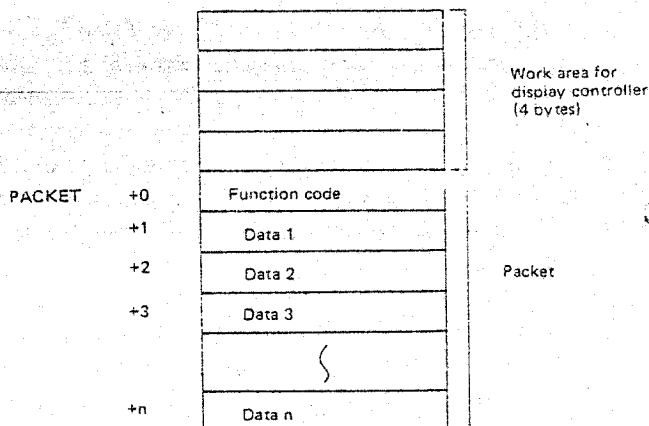 Work area for
display controller
(4 bytes)
PACKET +0 Function code
+1 Data 1
+2 Data 2 Packet
+3 Data 3
+n Data n